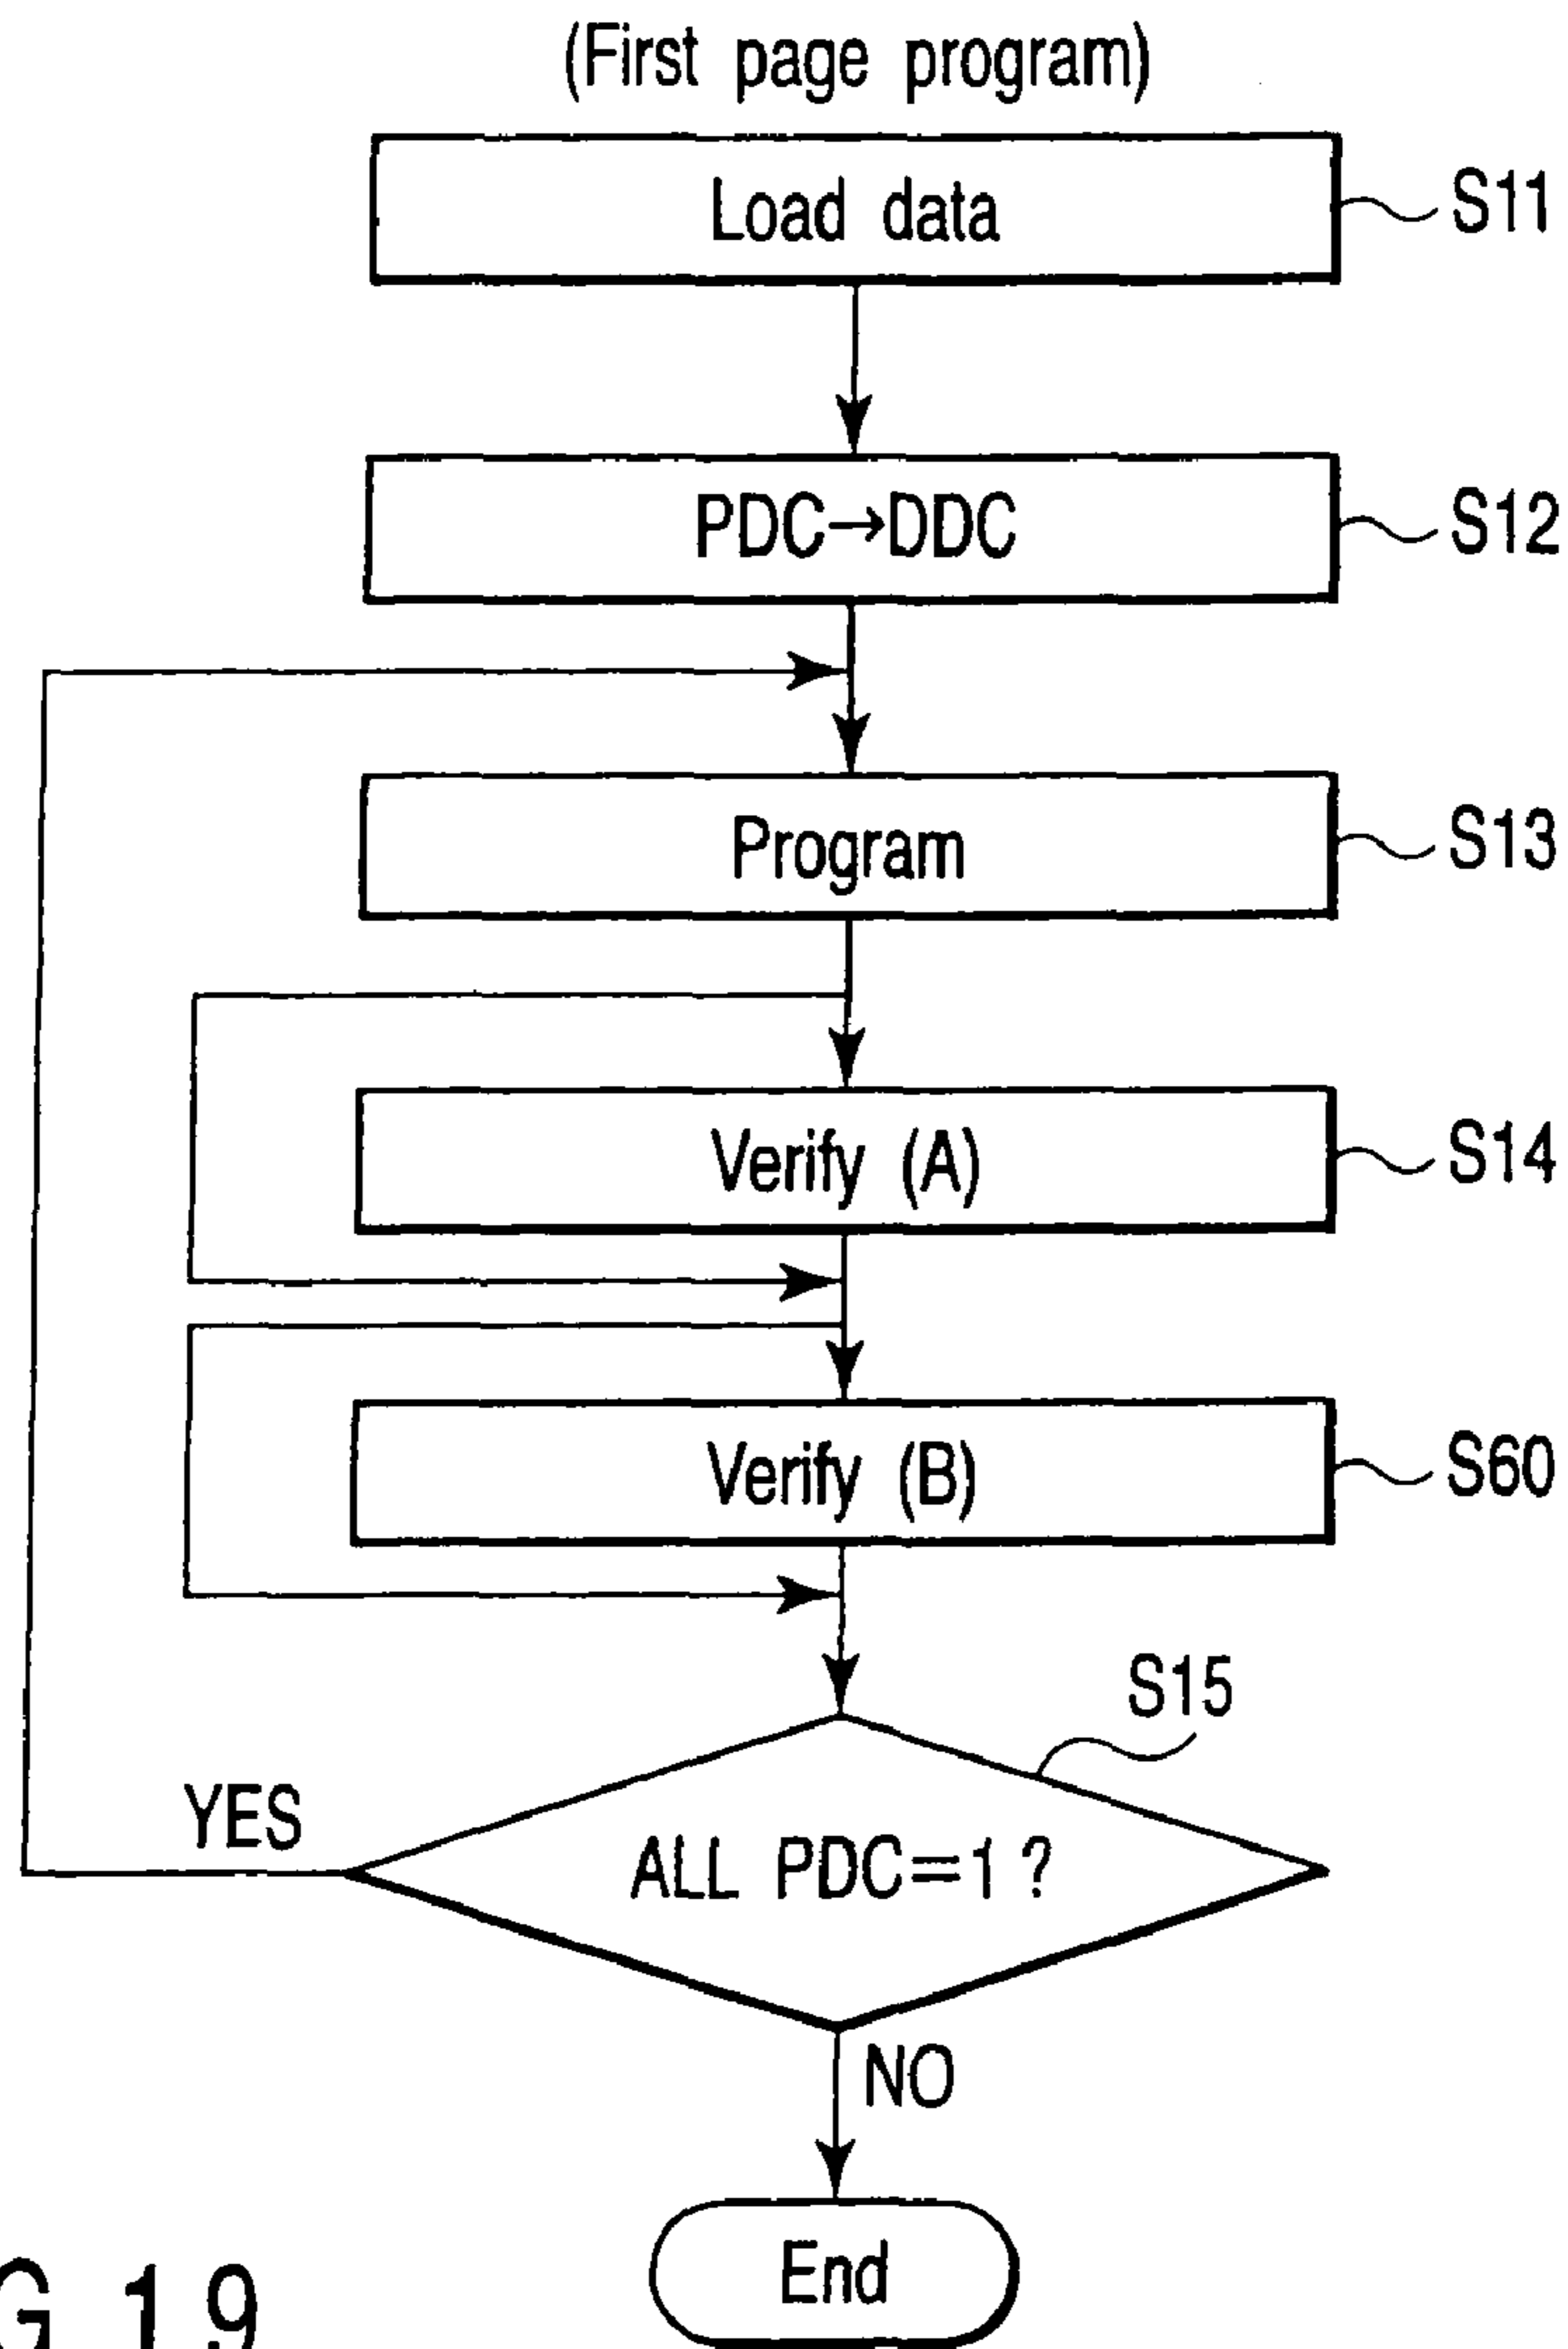 (First page program)
Load data
S11
PDC→DDC
S12
Program
S13
Verify (A)
S14
Verify (B)
S60
S15
YES
ALL PDC=1 ?
NO
End
G 19